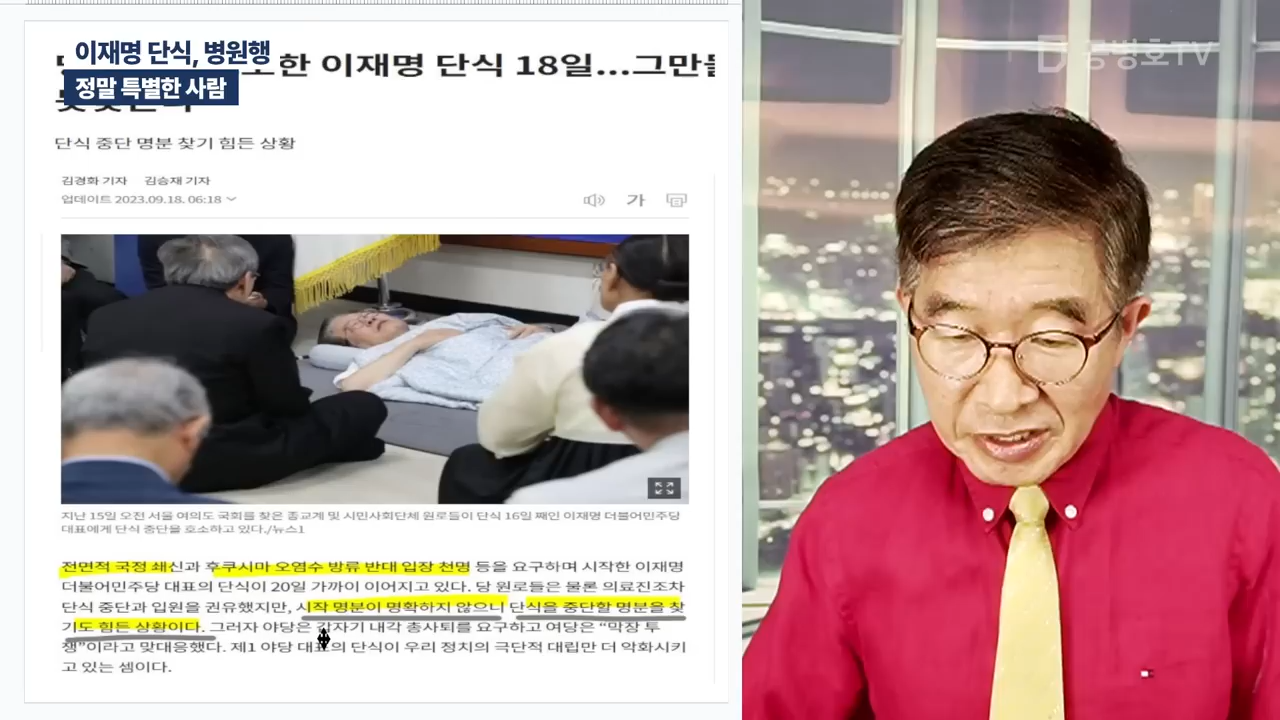 이재명 단식, 병원행
정말 특별한 사람
한 이재명 단식 18일...그만
단식 중단 명분 찾기 힘든 상황
김경화 기자 김승재 기자
업데이트 2023.09.18. 06:18
가
지난 15일 오전 서울 여의도 국회를 찾은 종교계 및 시민사회단체 원로들이 단식 16일 째인 이재명 더불어민주당
대표에게 단식 중단을 호소하고 있다./뉴스1
전면적 국정 쇄신과 후쿠시마 오염수 방류 반대 입장 천명 등을 요구하며 시작한 이재명
더불어민주당 대표의 단식이 20일 가까이 이어지고 있다. 당 원로들은 물론 의료진조차
단식 중단과 입원을 권유했지만, 시작 명분이 명확하지 않으니 단식을 중단할 명분을 찾
기도 힘든 상황이다. 그러자 야당은 갑자기 내각 총사퇴를 요구하고 여당은 “막장 투
쟁”이라고 맞대응했다. 제1 야당 대표의 단식이 우리 정치의 극단적 대립만 더 악화시키
고 있는 셈이다.
공병호TV